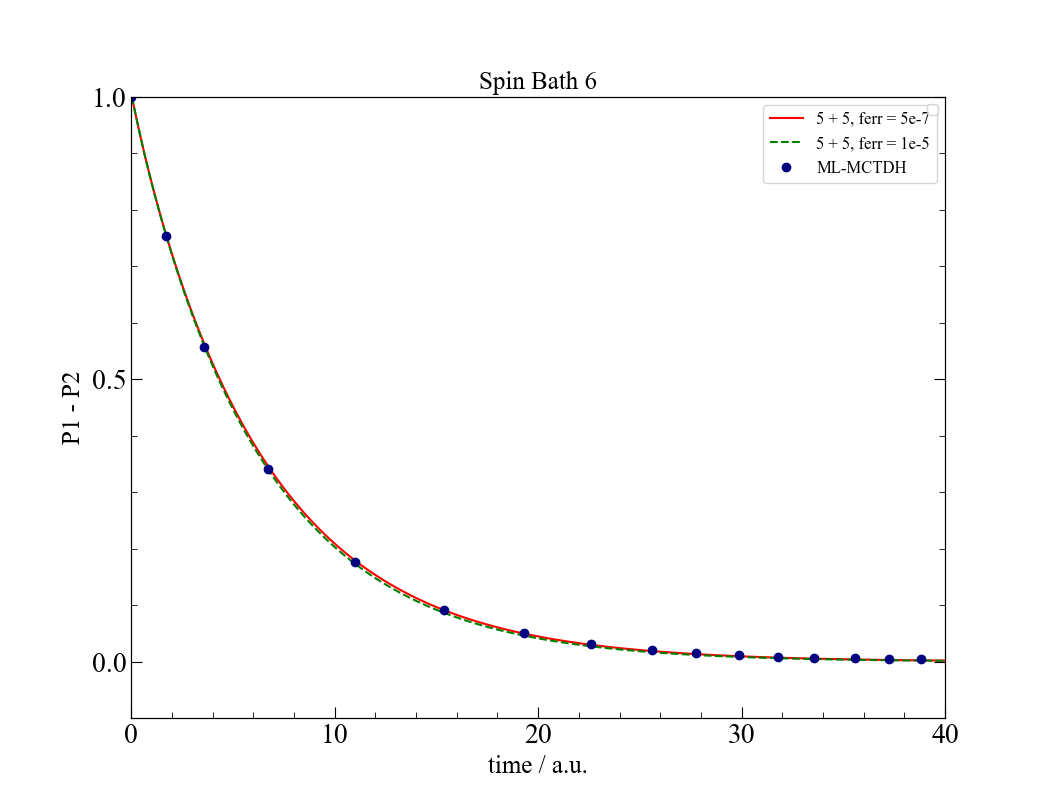 Spin Bath 6
1.0
0.5
0.0
P1 - P2
5 + 5, ferr = 5e-7
5 + 5, ferr = 1e-5
ML-MCTDH
0 10 20 30 40
time / a.u.